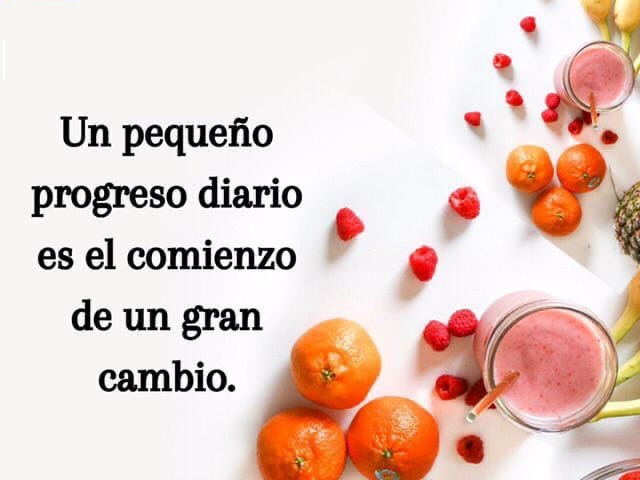 Un pequeño
progreso diario
es el comienzo
de un gran
cambio.